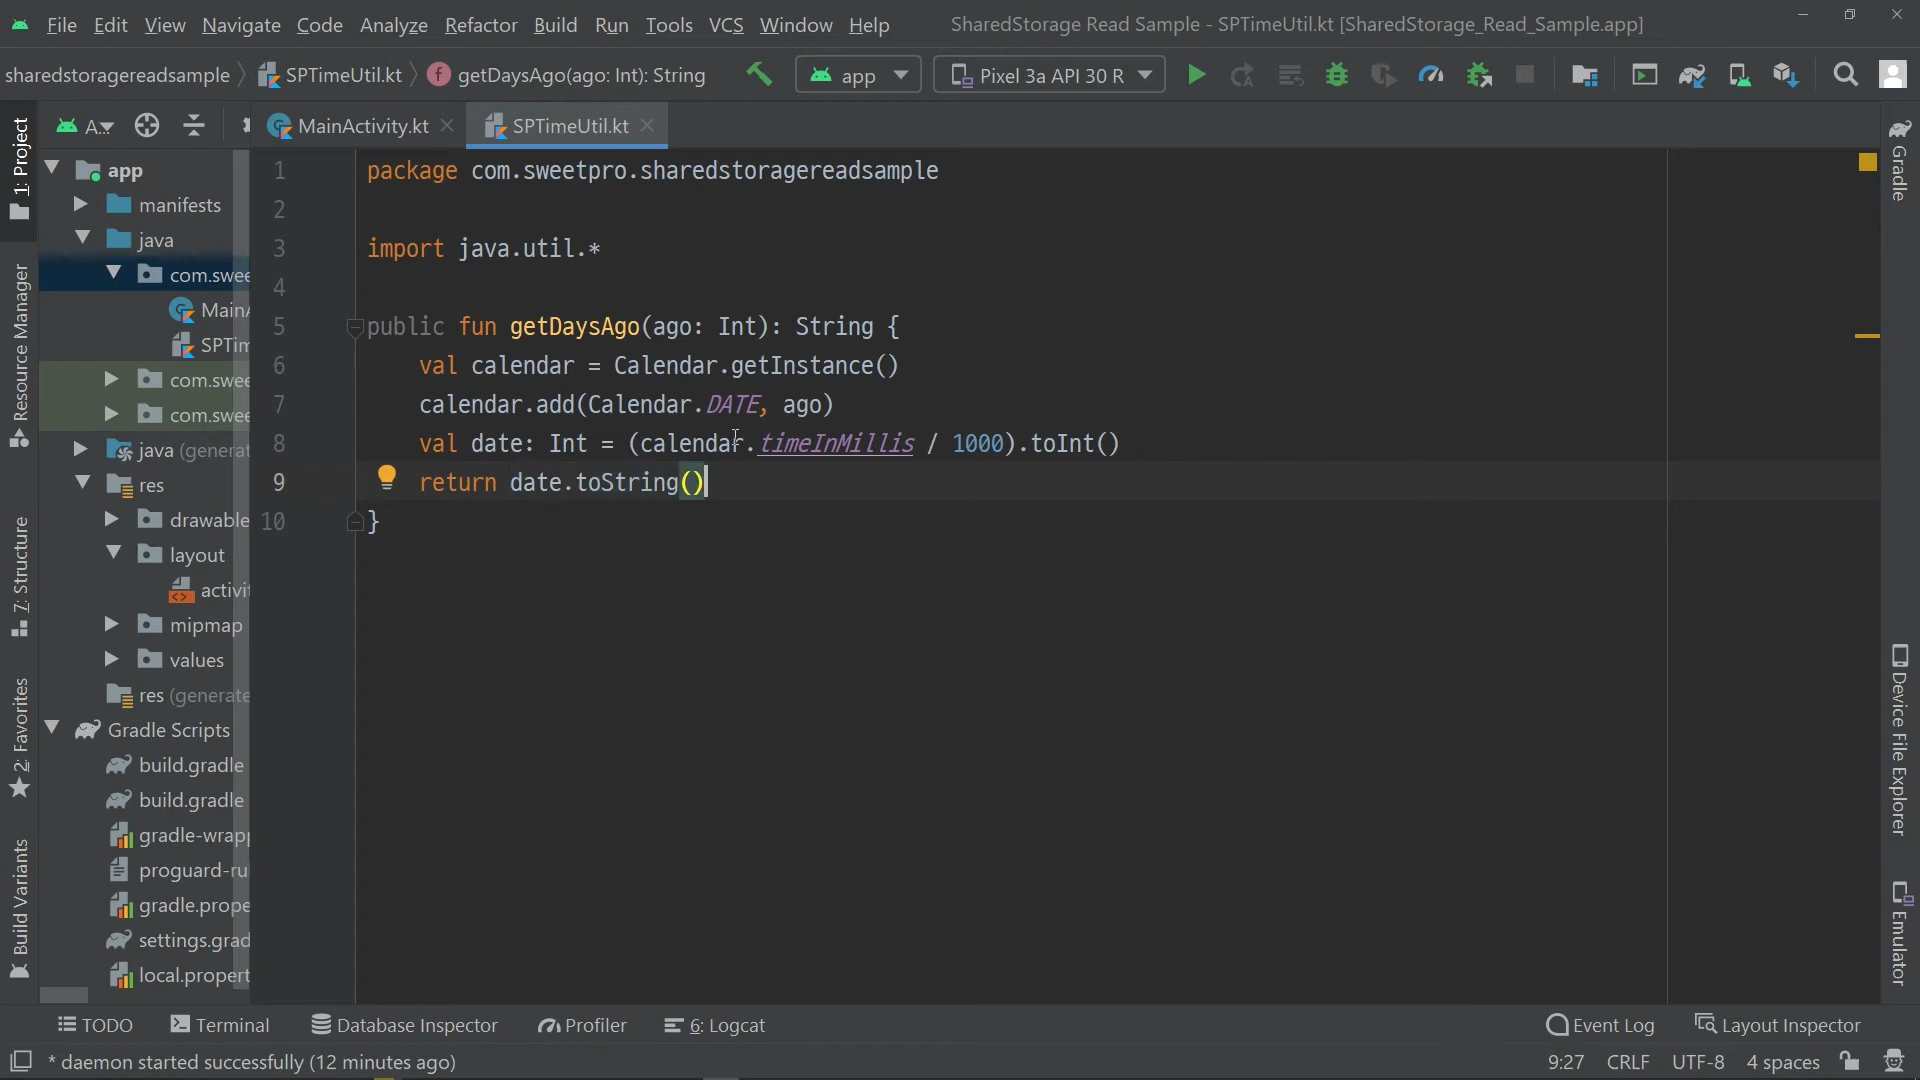 File Edit View Navigate Code Analyze Refactor Build Run Tools VCS Window Help SharedStorage Read Sample - SPTimeUtil.kt [SharedStorage_Read_Sample.app]
sharedstoragereadsample SPTimeUtil.kt getDaysAgo(ago: Int): String app Pixel 3a API 30 R
A... MainActivity.kt SPTimeUtil.kt
1: Project
Resource Manager
7: Structure
2: Favorites
Build Variants
app
manifests
java
com.swee
MainA
SPTim
com.swee
com.swee
java (generat
res
drawable
layout
activit
mipmap
values
res (generate
Gradle Scripts
build.gradle
build.gradle
gradle-wrapp
proguard-ru
gradle.prope
settings.grad
local.propert
1 package com.sweetpro.sharedstoragereadsample
2
3 import java.util.*
4
5 public fun getDaysAgo(ago: Int): String {
6 val calendar = Calendar.getInstance()
7 calendar.add(Calendar.DATE, ago)
8 val date: Int = (calendar.timeInMillis / 1000).toInt()
9 return date.toString()
10 }
Gradle
Device File Explorer
Emulator
TODO Terminal Database Inspector Profiler 6: Logcat Event Log Layout Inspector
* daemon started successfully (12 minutes ago) 9:27 CRLF UTF-8 4 spaces